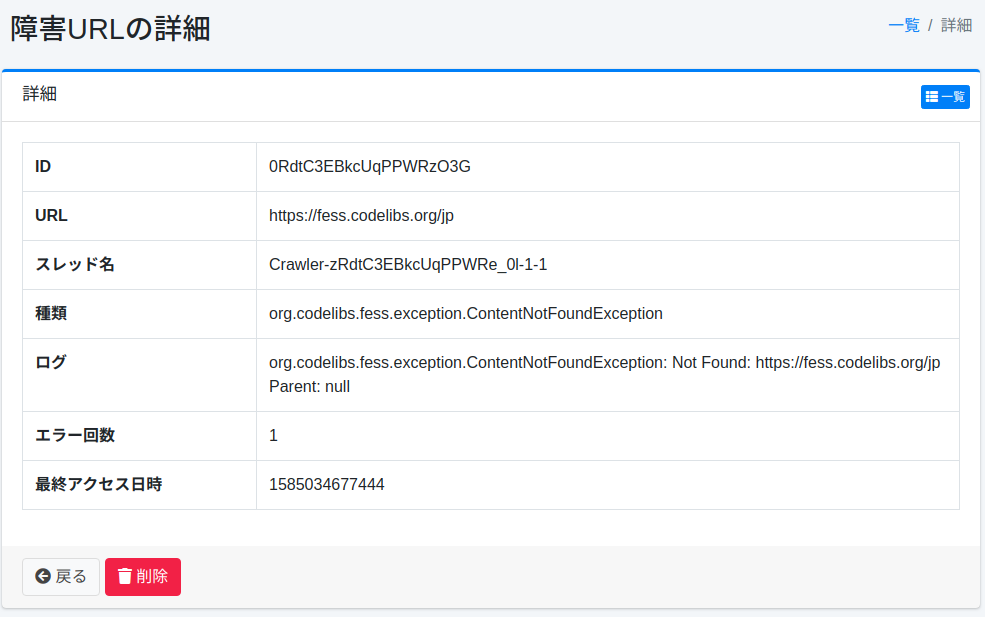 障害URLの詳細
一覧 / 詳細
詳細
一覧
ID 0RdtC3EBkcUqPPWRzO3G
URL https://fess.codelibs.org/jp
スレッド名 Crawler-zRdtC3EBkcUqPPWRe_0l-1-1
種類 org.codelibs.fess.exception.ContentNotFoundException
ログ org.codelibs.fess.exception.ContentNotFoundException: Not Found: https://fess.codelibs.org/jp
Parent: null
エラー回数 1
最終アクセス日時 1585034677444
戻る 削除